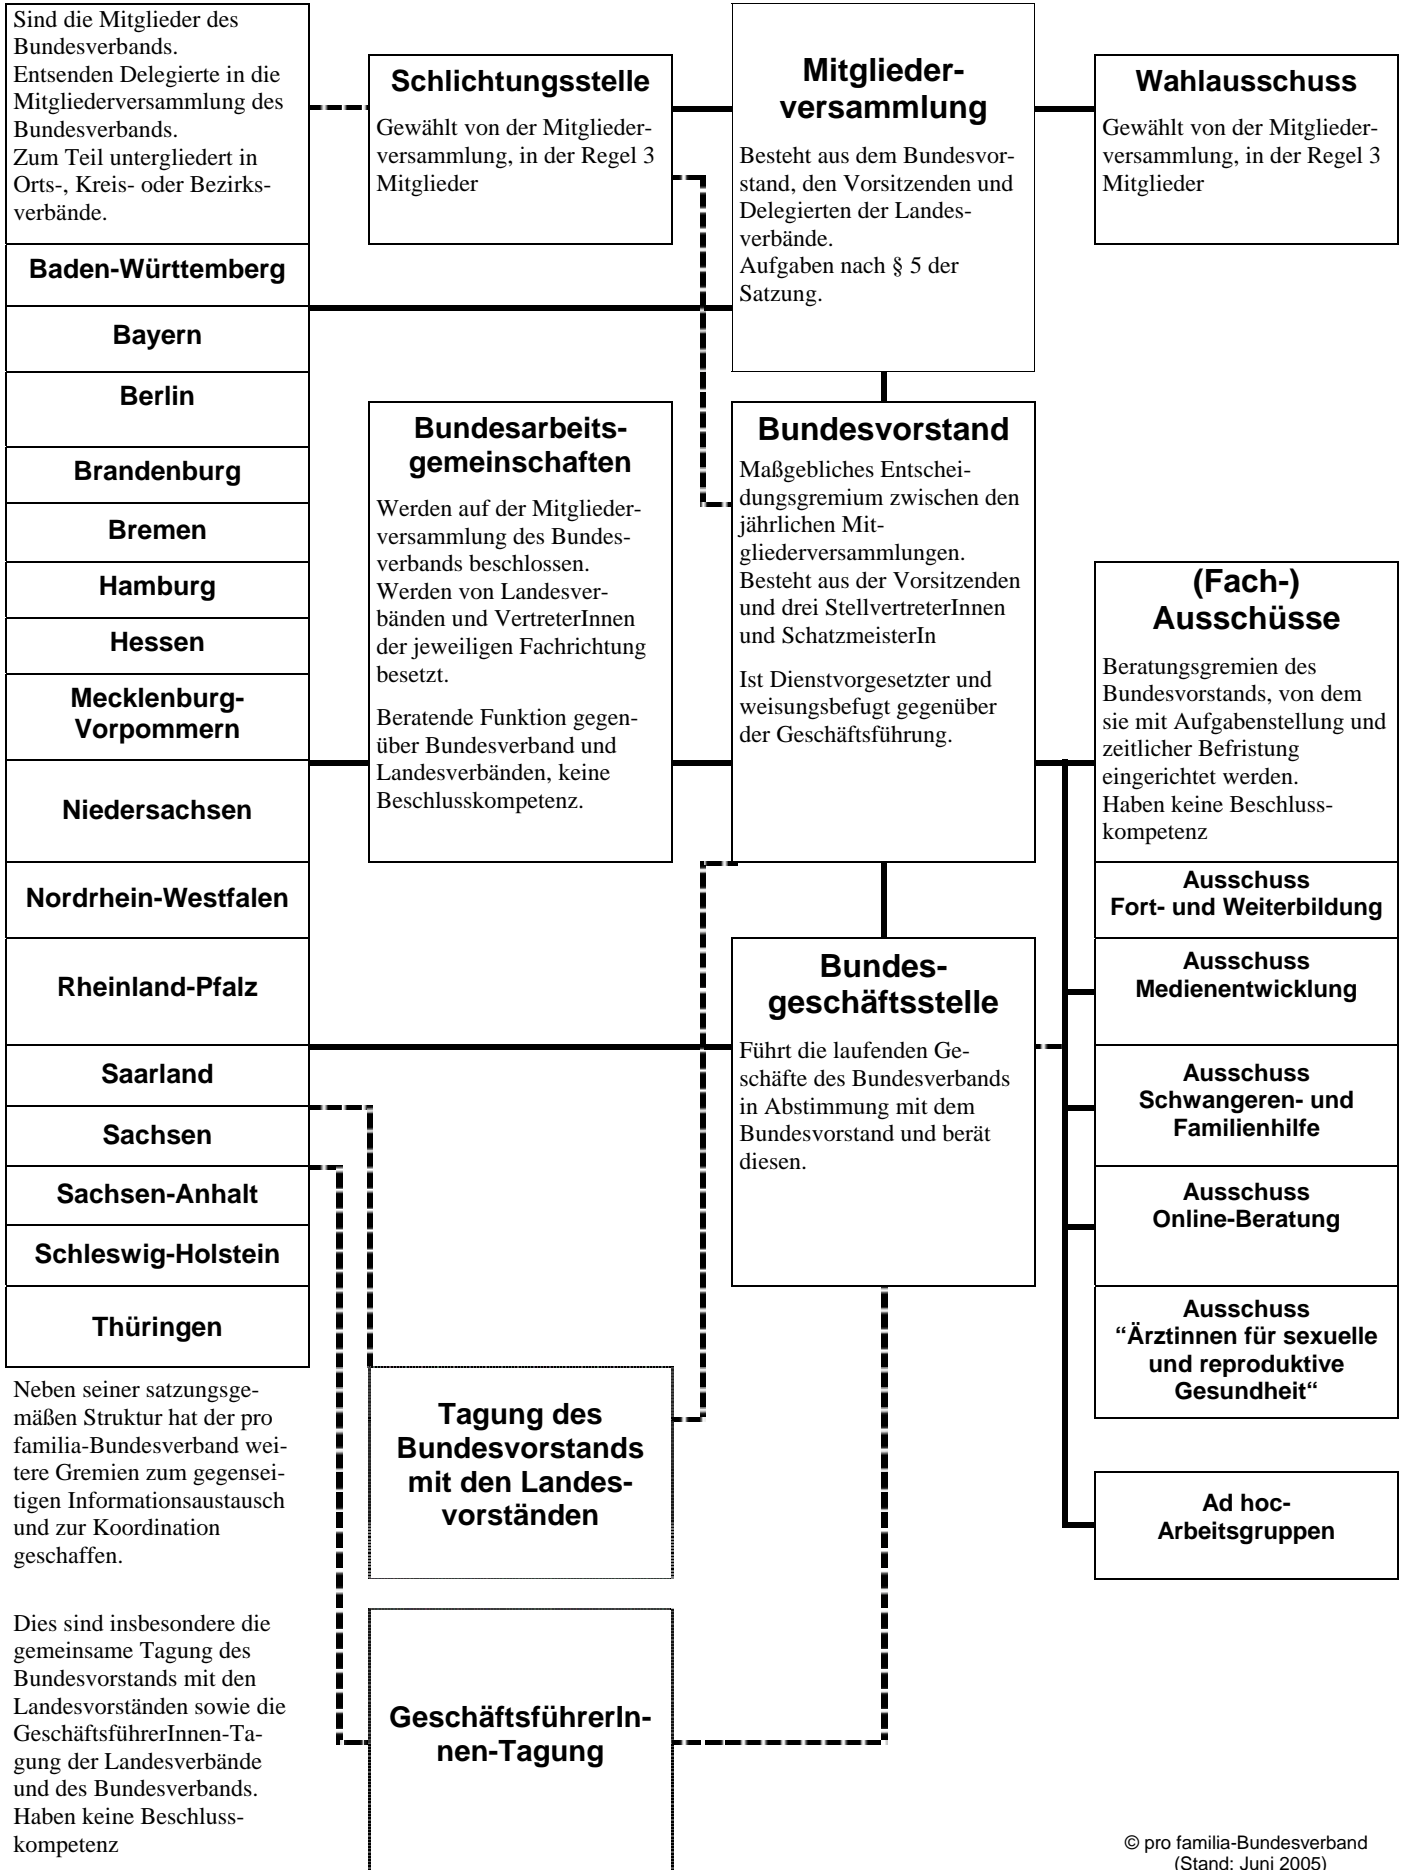 Sind die Mitglieder des
Bundesverbands.
Entsenden Delegierte in die
Mitgliederversammlung des
Bundesverbands.
Zum Teil untergliedert in
Orts-, Kreis- oder Bezirks-
verbände.
Baden-Württemberg
Bayern
Berlin
Brandenburg
Bremen
Hamburg
Hessen
Mecklenburg-
Vorpommern
Niedersachsen
Nordrhein-Westfalen
Rheinland-Pfalz
Saarland
Sachsen
Sachsen-Anhalt
Schleswig-Holstein
Thüringen
Neben seiner satzungsge-
mäßen Struktur hat der pro
familia-Bundesverband wei-
tere Gremien zum gegensei-
tigen Informationsaustausch
und zur Koordination
geschaffen.
Dies sind insbesondere die
gemeinsame Tagung des
Bundesvorstands mit den
Landesvorständen sowie die
GeschäftsführerInnen-Ta-
gung der Landesverbände
und des Bundesverbands.
Haben keine Beschluss-
kompetenz
Schlichtungsstelle
Gewählt von der Mitglieder-
versammlung, in der Regel 3
Mitglieder
Bundesarbeits-
gemeinschaften
Werden auf der Mitglieder-
versammlung des Bundes-
verbands beschlossen.
Werden von Landesver-
bänden und VertreterInnen
der jeweiligen Fachrichtung
besetzt.
Beratende Funktion gegen-
über Bundesverband und
Landesverbänden, keine
Beschlusskompetenz.
Tagung des
Bundesvorstands
mit den Landes-
vorständen
GeschäftsführerIn-
nen-Tagung
Mitglieder-
versammlung
Besteht aus dem Bundesvor-
stand, den Vorsitzenden und
Delegierten der Landes-
verbände.
Aufgaben nach § 5 der
Satzung.
Bundesvorstand
Maßgebliches Entschei-
dungsgremium zwischen den
jährlichen Mit-
gliederversammlungen.
Besteht aus der Vorsitzenden
und drei StellvertreterInnen
und SchatzmeisterIn
Ist Dienstvorgesetzter und
weisungsbefugt gegenüber
der Geschäftsführung.
Bundes-
geschäftsstelle
Führt die laufenden Ge-
schäfte des Bundesverbands
in Abstimmung mit dem
Bundesvorstand und berät
diesen.
Wahlausschuss
Gewählt von der Mitglieder-
versammlung, in der Regel 3
Mitglieder
(Fach-)
Ausschüsse
Beratungsgremien des
Bundesvorstands, von dem
sie mit Aufgabenstellung und
zeitlicher Befristung
eingerichtet werden.
Haben keine Beschluss-
kompetenz
Ausschuss
Fort- und Weiterbildung
Ausschuss
Medienentwicklung
Ausschuss
Schwangeren- und
Familienhilfe
Ausschuss
Online-Beratung
Ausschuss
“Ärztinnen für sexuelle
und reproduktive
Gesundheit“
Ad hoc-
Arbeitsgruppen
© pro familia-Bundesverband
(Stand: Juni 2005)